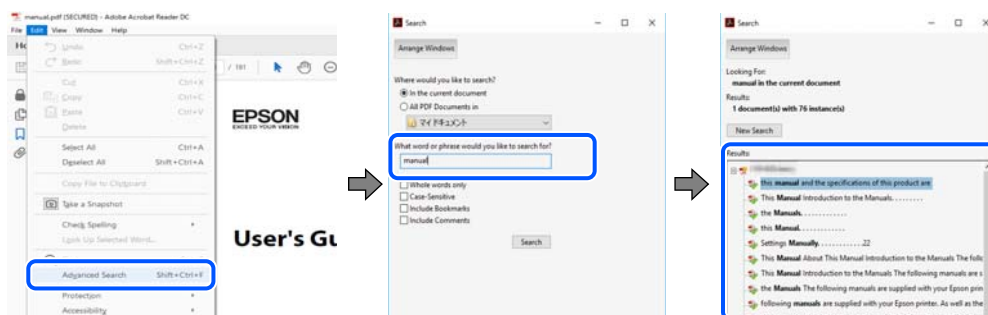 manual.pdf (SECURED) - Adobe Acrobat Reader DC
File Edit View Window Help
Undo Ctrl+Z
Redo Shift+Ctrl+Z
Cut Ctrl+X
Copy Ctrl+C
Paste Ctrl+V
Delete
Select All Ctrl+A
Deselect All Shift+Ctrl+A
Copy File to Clipboard
Take a Snapshot
Check Spelling
Look Up Selected Word...
Advanced Search Shift+Ctrl+F
Protection
Accessibility
/ 191
EPSON
EXCEED YOUR VISION
User's Gu
Search
Arrange Windows
Where would you like to search?
In the current document
All PDF Documents in
マイ ドキュメント
What word or phrase would you like to search for?
manual
Whole words only
Case-Sensitive
Include Bookmarks
Include Comments
Search
Search
Arrange Windows
Looking For:
manual in the current document
Results:
1 document(s) with 76 instance(s)
New Search
Results:
this manual and the specifications of this product are
This Manual Introduction to the Manuals. . . . . . . . .
the Manuals. . . . . . . . . . . . .
this Manual. . . . . . . . . . . . .
Settings Manually. . . . . . . . . . . . .22
This Manual About This Manual Introduction to the Manuals The follo
This Manual Introduction to the Manuals The following manuals are s
the Manuals The following manuals are supplied with your Epson prin
following manuals are supplied with your Epson printer. As well as the